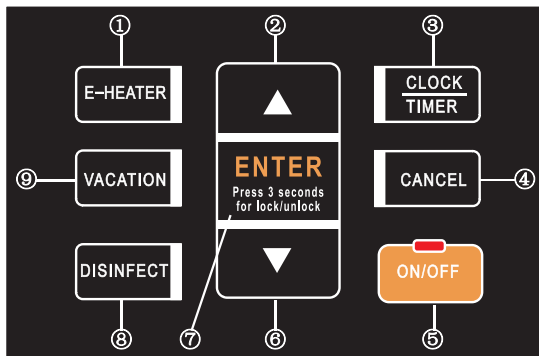 ① ② ③
E-HEATER
CLOCK
TIMER
ENTER
Press 3 seconds
for lock/unlock
⑨ VACATION
CANCEL ④
DISINFECT
ON/OFF
⑧ ⑦ ⑥ ⑤